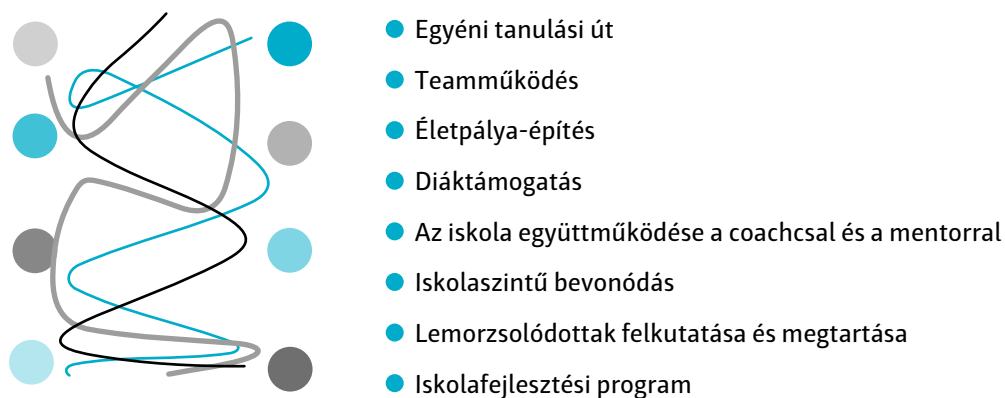 Egyéni tanulási út
Teamműködés
Életpálya-építés
Diáktámogatás
Az iskola együttműködése a coachcsal és a mentorral
Iskolaszintű bevonódás
Lemorzsolódottak felkutatása és megtartása
Iskolafejlesztési program